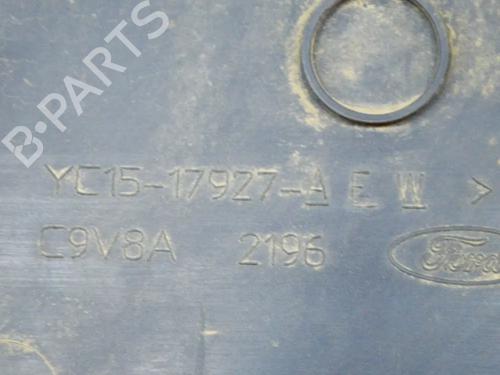 B-PARTS
YC15-17927-A E W >
C9V8A 2196
Ford